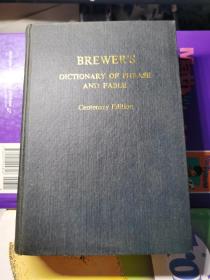 BREWER'S
DICTIONARY OF PHRASE
AND FABLE
Centenary Edition